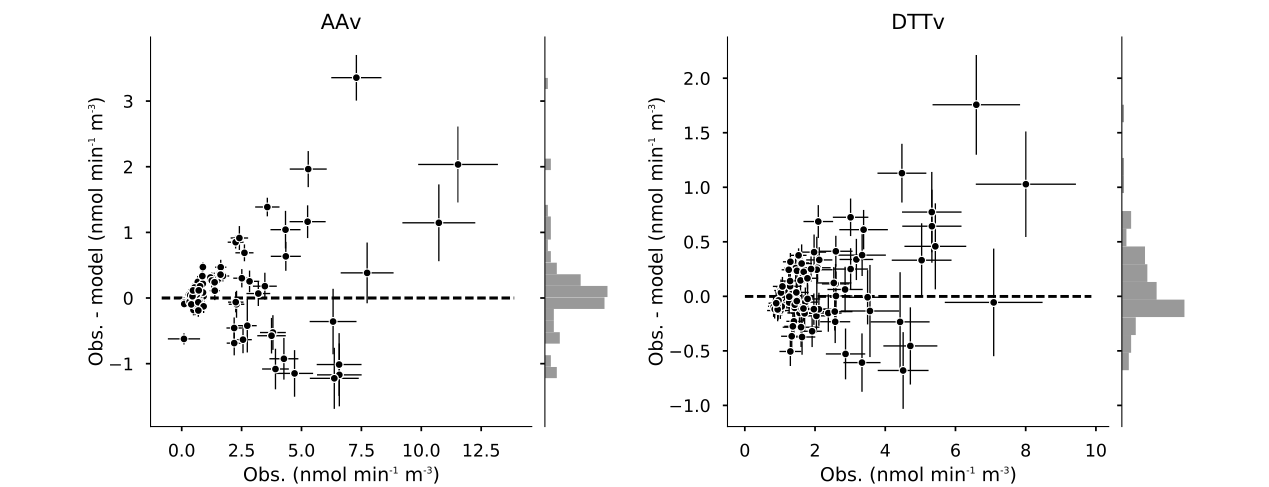 AAv
Obs. - model (nmol min⁻¹ m⁻³)
3
2
1
0
−1
0.0 2.5 5.0 7.5 10.0 12.5
Obs. (nmol min⁻¹ m⁻³)
DTTv
Obs. - model (nmol min⁻¹ m⁻³)
2.0
1.5
1.0
0.5
0.0
−0.5
−1.0
0 2 4 6 8 10
Obs. (nmol min⁻¹ m⁻³)